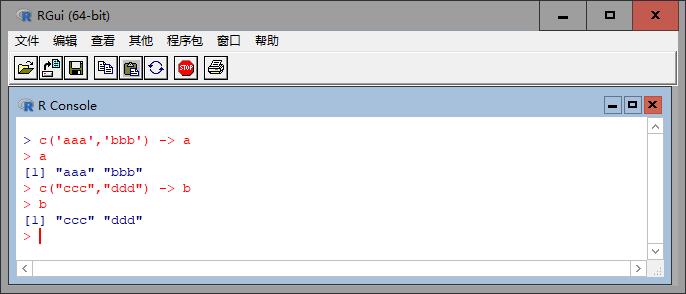 RGui (64-bit)
文件 编辑 查看 其他 程序包 窗口 帮助
STOP
R Console
> c('aaa','bbb') -> a
> a
[1] "aaa" "bbb"
> c("ccc","ddd") -> b
> b
[1] "ccc" "ddd"
>